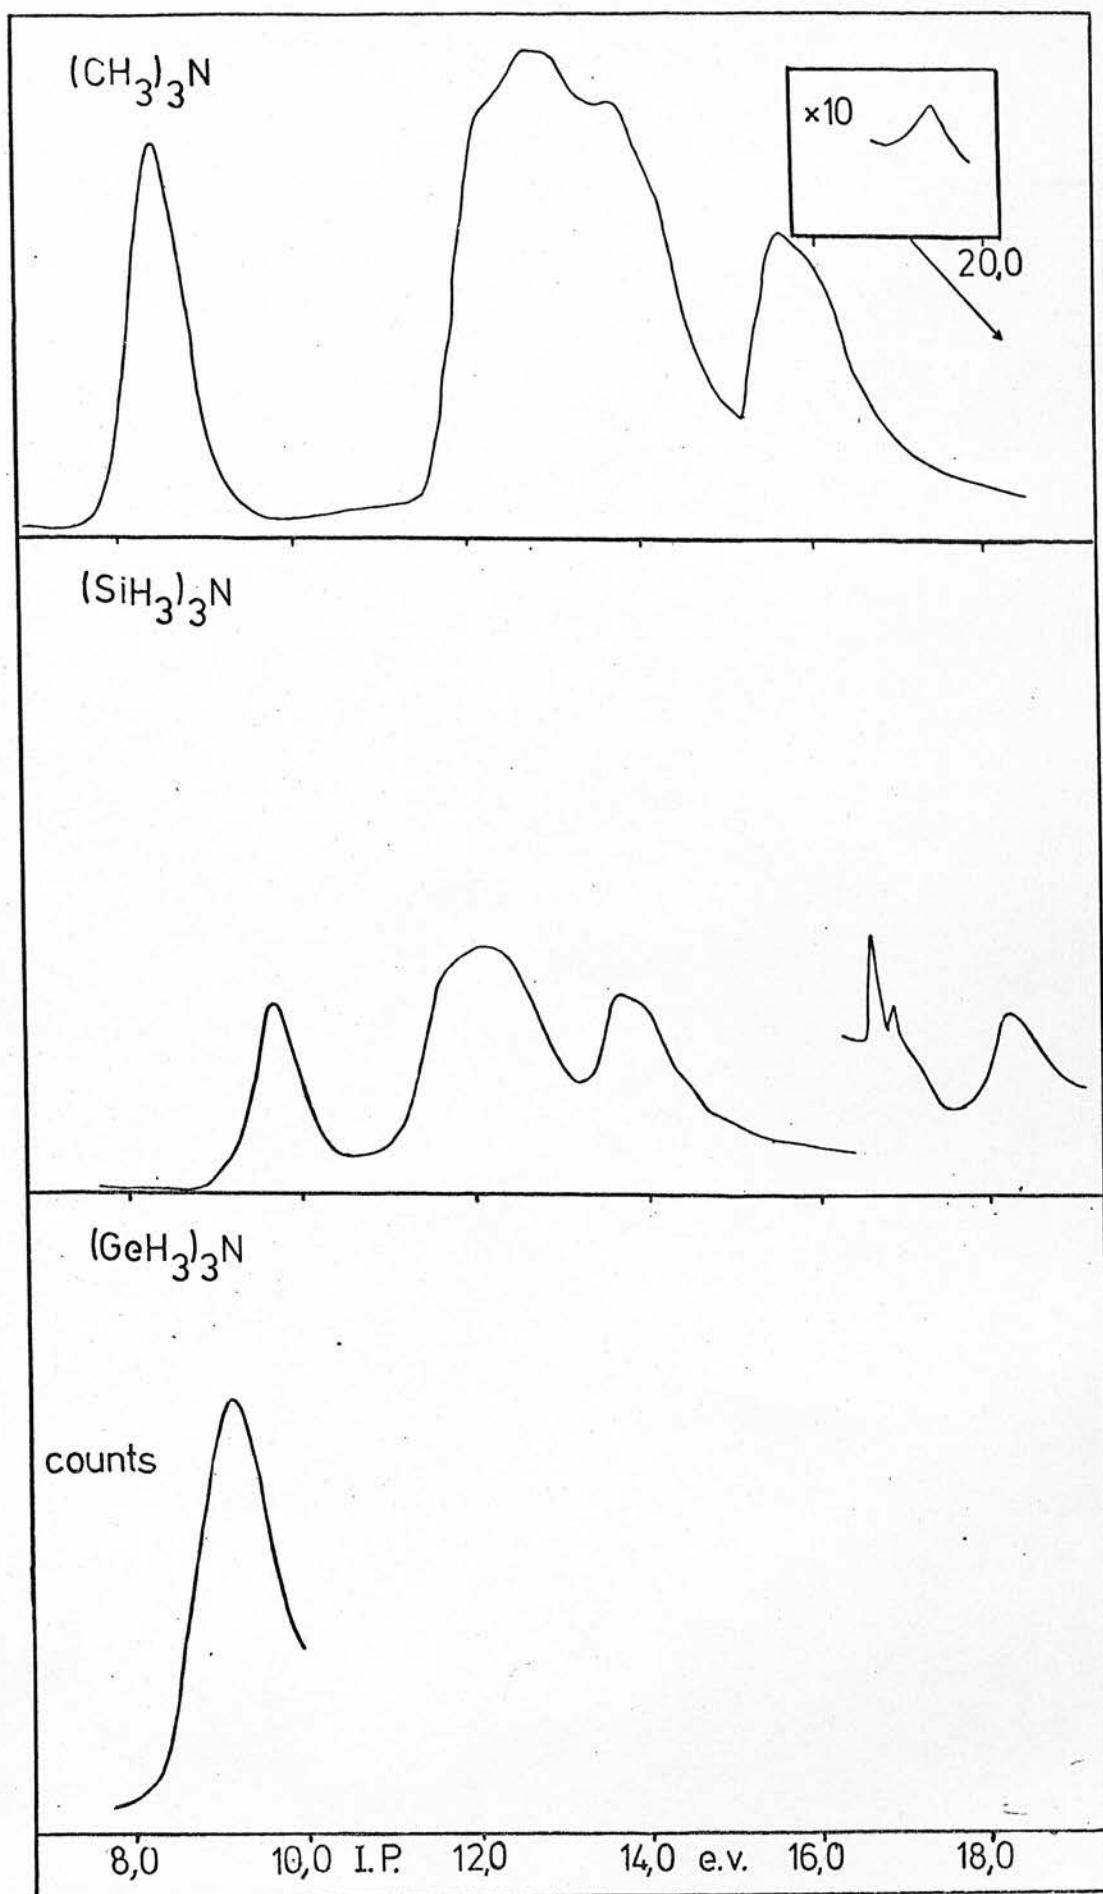 (CH₃)₃N
×10
20,0
(SiH₃)₃N
(GeH₃)₃N
counts
8,0 10,0 I.P. 12,0 14,0 e.v. 16,0 18,0